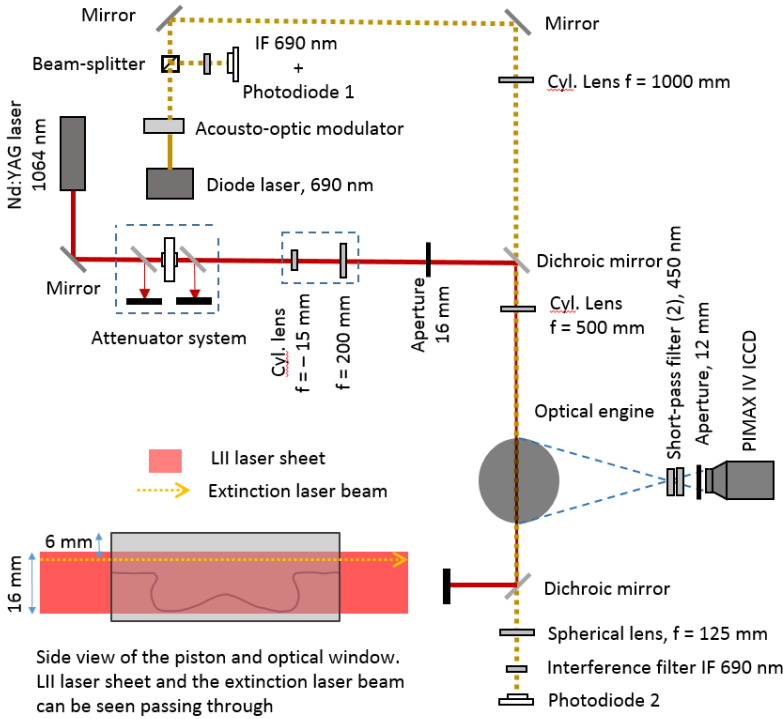 Mirror
Mirror
IF 690 nm
+
Photodiode 1
Beam-splitter
Cyl. Lens f = 1000 mm
Acousto-optic modulator
Nd:YAG laser
1064 nm
Diode laser, 690 nm
Mirror
Attenuator system
Cyl. lens
f = – 15 mm
f = 200 mm
Aperture
16 mm
Dichroic mirror
Cyl. Lens
f = 500 mm
Short-pass filter (2), 450 nm
Aperture, 12 mm
PIMAX IV ICCD
Optical engine
LII laser sheet
Extinction laser beam
6 mm
16 mm
Dichroic mirror
Spherical lens, f = 125 mm
Interference filter IF 690 nm
Photodiode 2
Side view of the piston and optical window.
LII laser sheet and the extinction laser beam
can be seen passing through